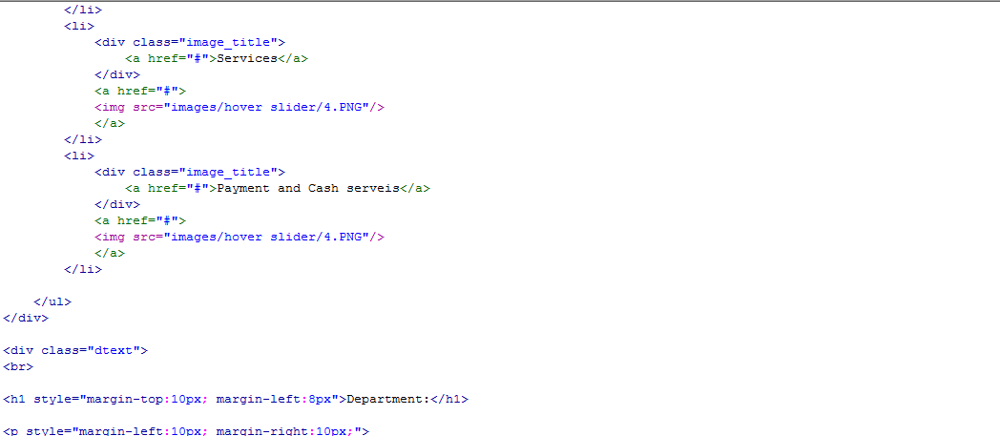 </li>
<li>
<div class="image_title">
<a href="#">Services</a>
</div>
<a href="#">
<img src="images/hover slider/4.PNG"/>
</a>
</li>
<li>
<div class="image_title">
<a href="#">Payment and Cash serveis</a>
</div>
<a href="#">
<img src="images/hover slider/4.PNG"/>
</a>
</li>
</ul>
</div>
<div class="dtext">
<br>
<h1 style="margin-top:10px; margin-left:8px">Department:</h1>
<p style="margin-left:10px; margin-right:10px;">